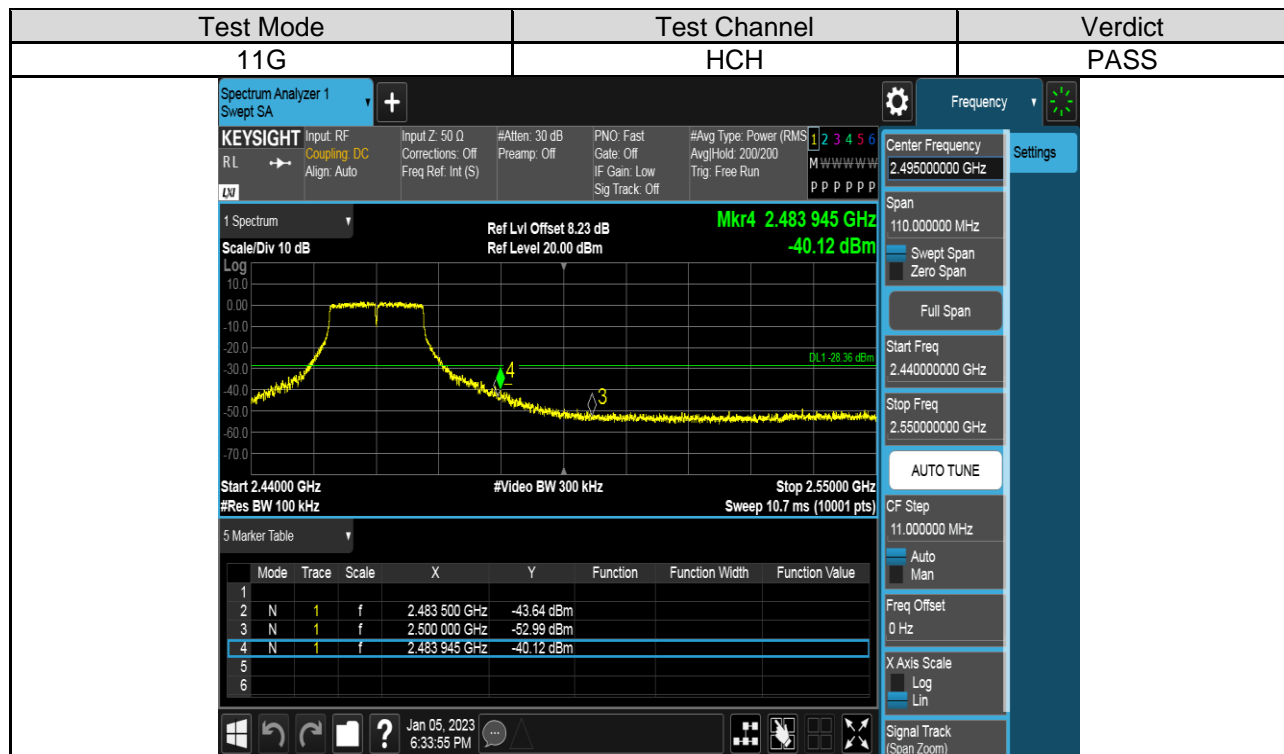 Test Mode Test Channel Verdict
11G HCH PASS
Spectrum Analyzer 1
Swept SA
Frequency
KEYSIGHT Input: RF Input Z: 50 Ω #Atten: 30 dB PNO: Fast #Avg Type: Power (RMS 1 2 3 4 5 6
RL Coupling: DC Corrections: Off Preamp: Off Gate: Off Avg|Hold: 200/200 M W W W W W
Align: Auto Freq Ref: Int (S) IF Gain: Low Trig: Free Run
LXI Sig Track: Off P P P P P P
1 Spectrum Ref Lvl Offset 8.23 dB Mkr4 2.483 945 GHz
Scale/Div 10 dB Ref Level 20.00 dBm -40.12 dBm
Log
10.0
0.00
-10.0
-20.0
DL1 -28.36 dBm
-30.0
4
-40.0
3
-50.0
-60.0
-70.0
Start 2.44000 GHz #Video BW 300 kHz Stop 2.55000 GHz
#Res BW 100 kHz Sweep 10.7 ms (10001 pts)
5 Marker Table
Mode Trace Scale X Y Function Function Width Function Value
1
2 N 1 f 2.483 500 GHz -43.64 dBm
3 N 1 f 2.500 000 GHz -52.99 dBm
4 N 1 f 2.483 945 GHz -40.12 dBm
5
6
Jan 05, 2023
6:33:55 PM
Center Frequency
2.495000000 GHz
Settings
Span
110.000000 MHz
Swept Span
Zero Span
Full Span
Start Freq
2.440000000 GHz
Stop Freq
2.550000000 GHz
AUTO TUNE
CF Step
11.000000 MHz
Auto
Man
Freq Offset
0 Hz
X Axis Scale
Log
Lin
Signal Track
(Span Zoom)